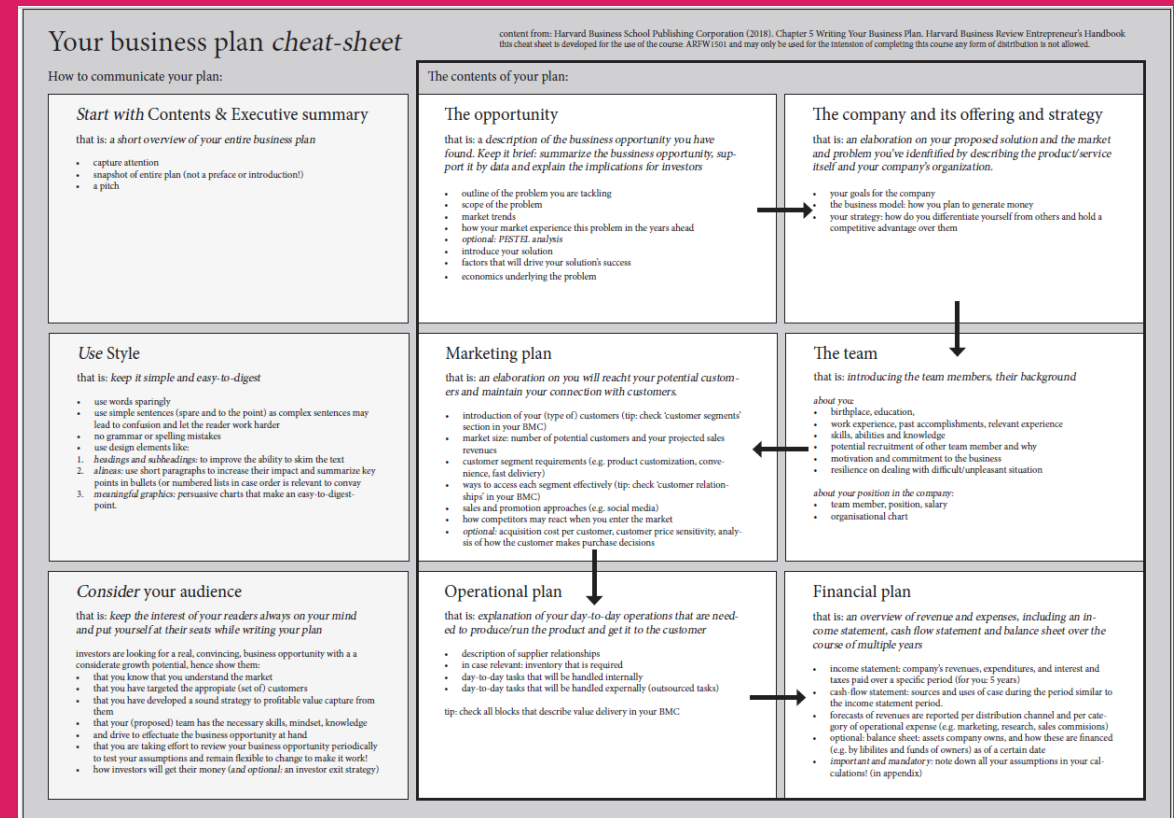 Your business plan cheat-sheet
content from: Harvard Business School Publishing Corporation (2018). Chapter 5 Writing Your Business Plan. Harvard Business Review Entrepreneur's Handbook
this cheat sheet is developed for the use of the course: ARFW1501 and may only be used for the intension of completing this course any form of distribution is not allowed.
How to communicate your plan:
Start with Contents & Executive summary
that is: a short overview of your entire business plan
• capture attention
• snapshot of entire plan (not a preface or introduction!)
• a pitch
Use Style
that is: keep it simple and easy-to-digest
• use words sparingly
• use simple sentences (spare and to the point) as complex sentences may
lead to confusion and let the reader work harder
• no grammar or spelling mistakes
• use design elements like:
1. headings and subheadings: to improve the ability to skim the text
2. alineas: use short paragraphs to increase their impact and summarize key
points in bullets (or numbered lists in case order is relevant to convay
3. meaningful graphics: persuasive charts that make an easy-to-digest-
point.
Consider your audience
that is: keep the interest of your readers always on your mind
and put yourself at their seats while writing your plan
investors are looking for a real, convincing, business opportunity with a a
considerate growth potential, hence show them:
• that you know that you understand the market
• that you have targeted the appropiate (set of) customers
• that you have developed a sound strategy to profitable value capture from
them
• that your (proposed) team has the necessary skills, mindset, knowledge
• and drive to effectuate the business opportunity at hand
• that you are taking effort to review your business opportunity periodically
to test your assumptions and remain flexible to change to make it work!
• how investors will get their money (and optional: an investor exit strategy)
The contents of your plan:
The opportunity
that is: a description of the bussiness opportunity you have
found. Keep it brief: summarize the bussiness opportunity, sup-
port it by data and explain the implications for investors
• outline of the problem you are tackling
• scope of the problem
• market trends
• how your market experience this problem in the years ahead
• optional: PESTEL analysis
• introduce your solution
• factors that will drive your solution's success
• economics underlying the problem
The company and its offering and strategy
that is: an elaboration on your proposed solution and the market
and problem you've idenftified by describing the product/service
itself and your company's organization.
• your goals for the company
• the business model: how you plan to generate money
• your strategy: how do you differentiate yourself from others and hold a
competitive advantage over them
The team
that is: introducing the team members, their background
about you:
• birthplace, education,
• work experience, past accomplishments, relevant experience
• skills, abilities and knowledge
• potential recruitment of other team member and why
• motivation and commitment to the business
• resilience on dealing with difficult/unpleasant situation
about your position in the company:
• team member, position, salary
• organisational chart
Marketing plan
that is: an elaboration on you will reacht your potential custom-
ers and maintain your connection with customers.
• introduction of your (type of) customers (tip: check 'customer segments'
section in your BMC)
• market size: number of potential customers and your projected sales
revenues
• customer segment requirements (e.g. product customization, conve-
nience, fast deliviery)
• ways to access each segment effectively (tip: check 'customer relation-
ships' in your BMC)
• sales and promotion approaches (e.g. social media)
• how competitors may react when you enter the market
• optional: acquisition cost per customer, customer price sensitivity, analy-
sis of how the customer makes purchase decisions
Operational plan
that is: explanation of your day-to-day operations that are need-
ed to produce/run the product and get it to the customer
• description of supplier relationships
• in case relevant: inventory that is required
• day-to-day tasks that will be handled internally
• day-to-day tasks that will be handled expernally (outsourced tasks)
tip: check all blocks that describe value delivery in your BMC
Financial plan
that is: an overview of revenue and expenses, including an in-
come statement, cash flow statement and balance sheet over the
course of multiple years
• income statement: company's revenues, expenditures, and interest and
taxes paid over a specific period (for you: 5 years)
• cash-flow statement: sources and uses of case during the period similar to
the income statement period.
• forecasts of revenues are reported per distribution channel and per cate-
gory of operational expense (e.g. marketing, research, sales commisions)
• optional: balance sheet: assets company owns, and how these are financed
(e.g. by libilites and funds of owners) as of a certain date
• important and mandatory: note down all your assumptions in your cal-
culations! (in appendix)